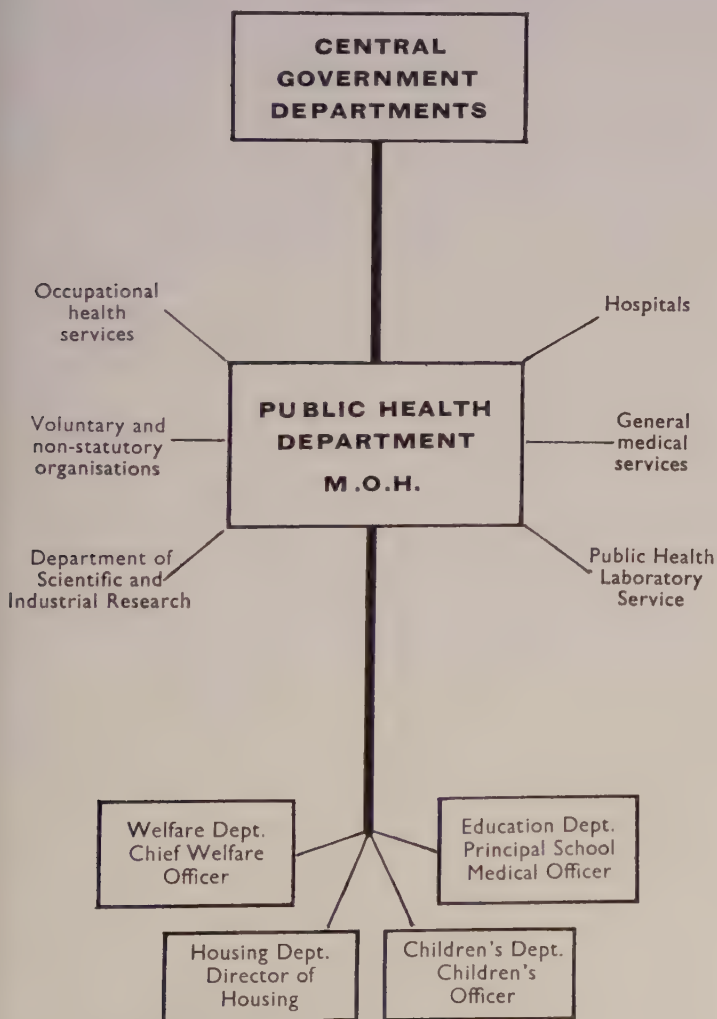 CENTRAL
GOVERNMENT
DEPARTMENTS
Occupational
health
services
Hospitals
PUBLIC HEALTH
DEPARTMENT
M.O.H.
Voluntary and
non-statutory
organisations
General
medical
services
Department of
Scientific and
Industrial Research
Public Health
Laboratory
Service
Welfare Dept.
Chief Welfare
Officer
Education Dept.
Principal School
Medical Officer
Housing Dept.
Director of
Housing
Children's Dept.
Children's
Officer